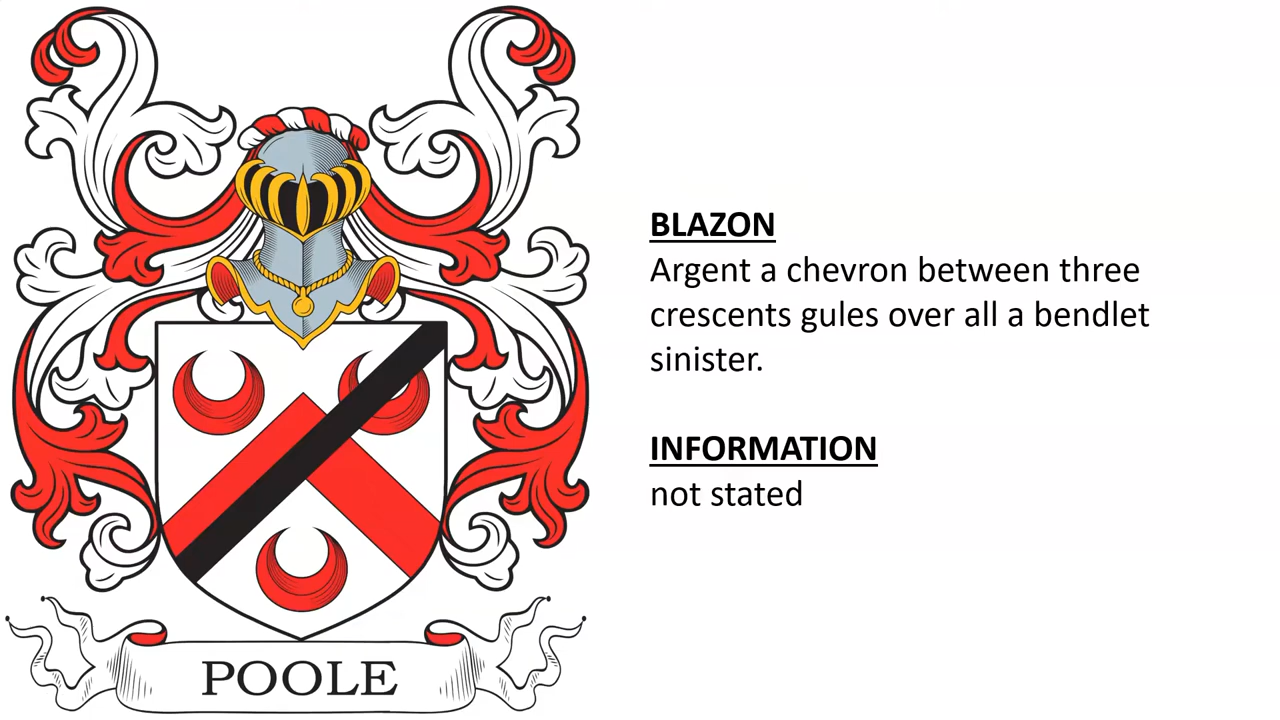 BLAZON
Argent a chevron between three
crescents gules over all a bendlet
sinister.
INFORMATION
not stated
POOLE